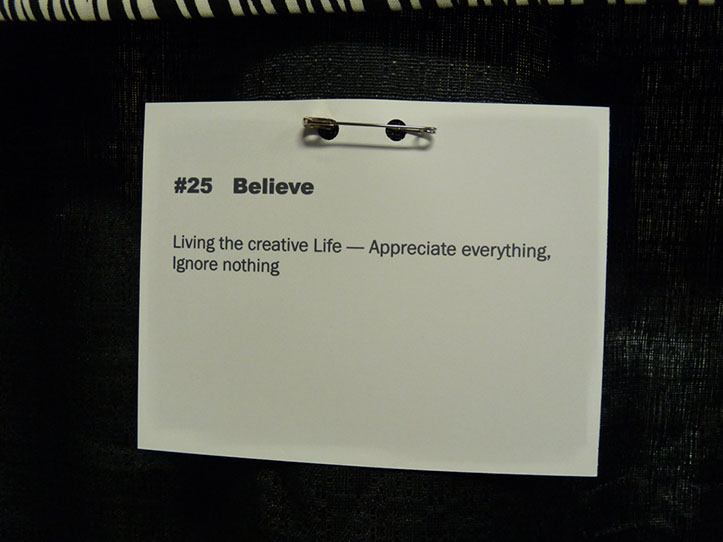 #25 Believe
Living the creative Life — Appreciate everything,
Ignore nothing